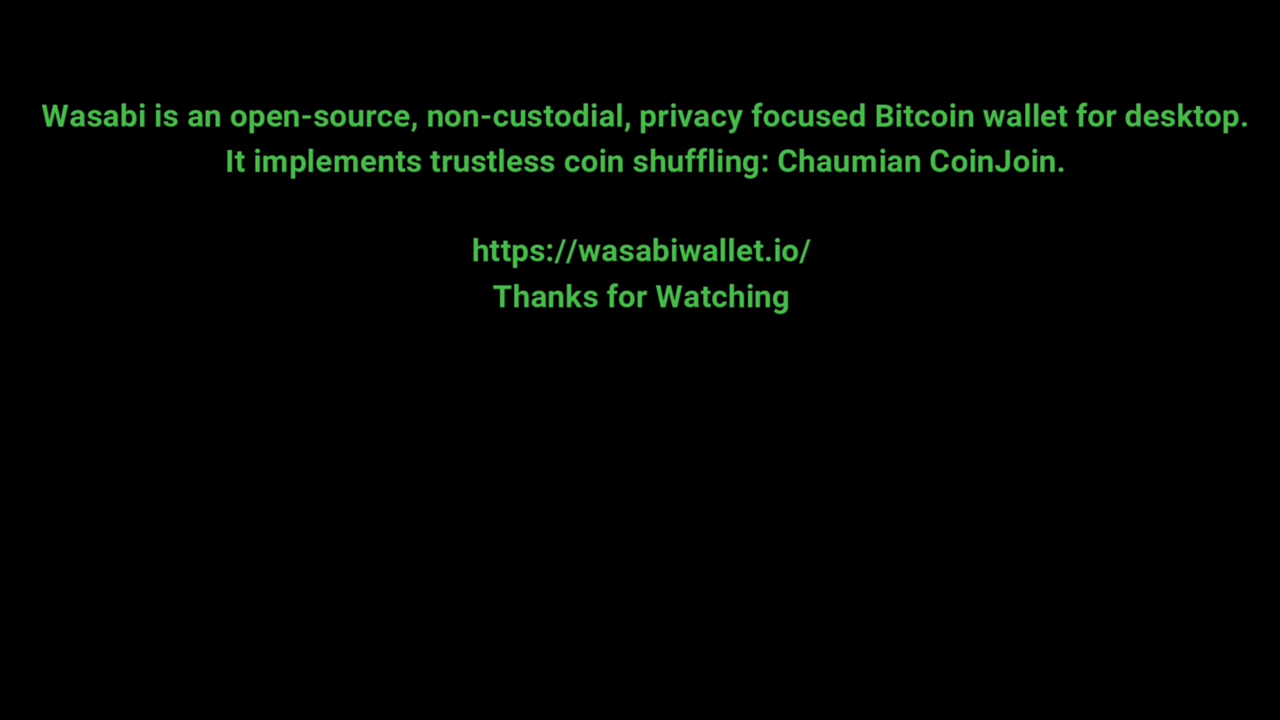 Wasabi is an open-source, non-custodial, privacy focused Bitcoin wallet for desktop.
It implements trustless coin shuffling: Chaumian CoinJoin.
https://wasabiwallet.io/
Thanks for Watching